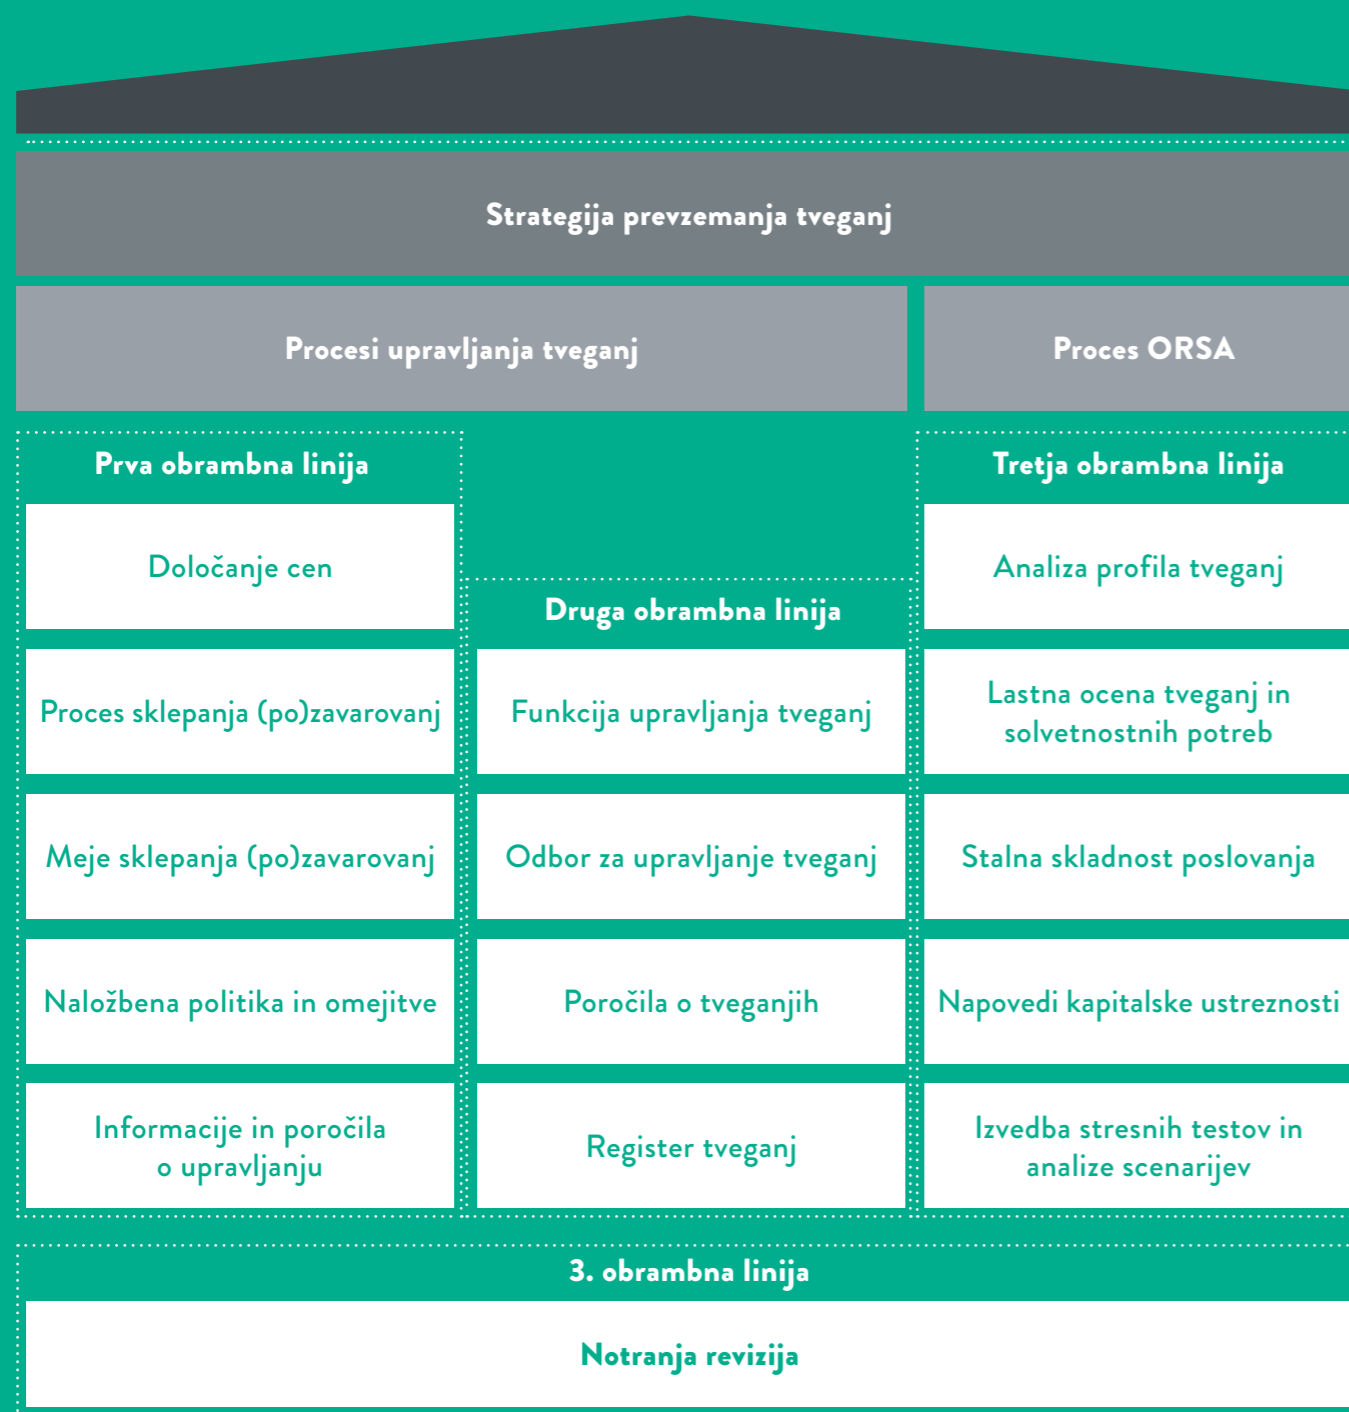 Strategija prevzemanja tveganj
Procesi upravljanja tveganj
Proces ORSA
Prva obrambna linija
Določanje cen
Proces sklepanja (po)zavarovanj
Meje sklepanja (po)zavarovanj
Naložbena politika in omejitve
Informacije in poročila
o upravljanju
Druga obrambna linija
Funkcija upravljanja tveganj
Odbor za upravljanje tveganj
Poročila o tveganjih
Register tveganj
Tretja obrambna linija
Analiza profila tveganj
Lastna ocena tveganj in
solvetnostnih potreb
Stalna skladnost poslovanja
Napovedi kapitalske ustreznosti
Izvedba stresnih testov in
analize scenarijev
3. obrambna linija
Notranja revizija